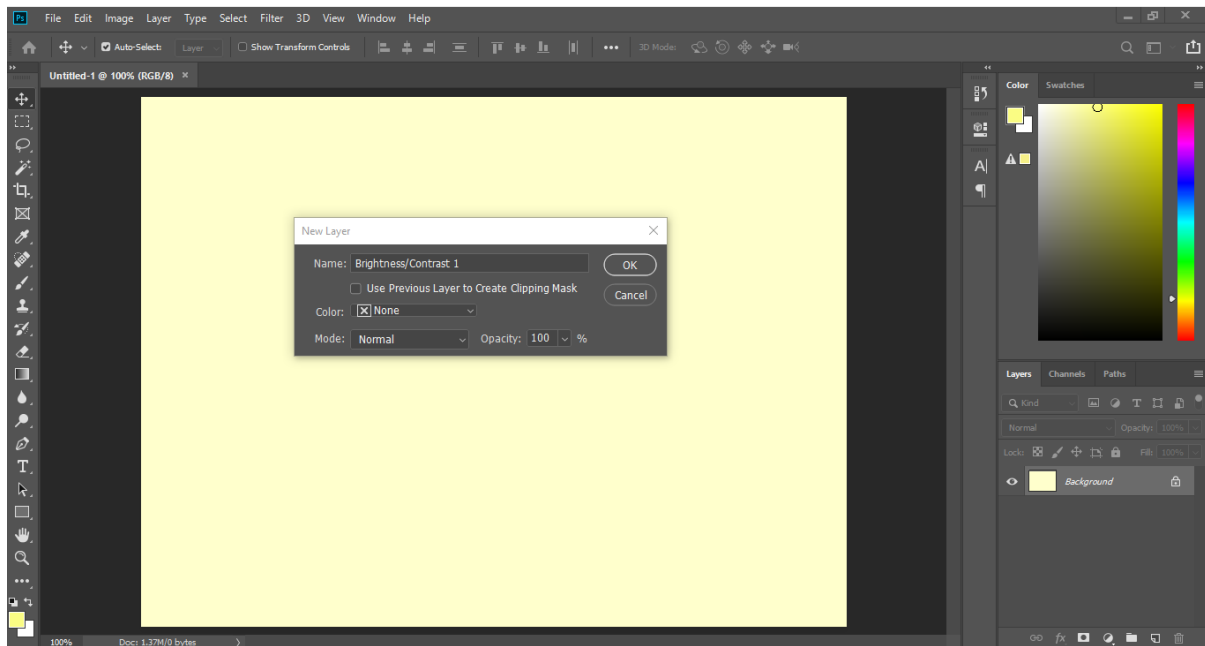 Ps File Edit Image Layer Type Select Filter 3D View Window Help
Auto-Select: Layer Show Transform Controls 3D Mode:
Untitled-1 @ 100% (RGB/8) ×
Color Swatches
New Layer
Name: Brightness/Contrast 1 OK
Use Previous Layer to Create Clipping Mask Cancel
Color: None
Mode: Normal Opacity: 100 %
Layers Channels Paths
Kind
Normal Opacity: 100%
Lock: Fill: 100%
Background
100% Doc: 1.37M/0 bytes